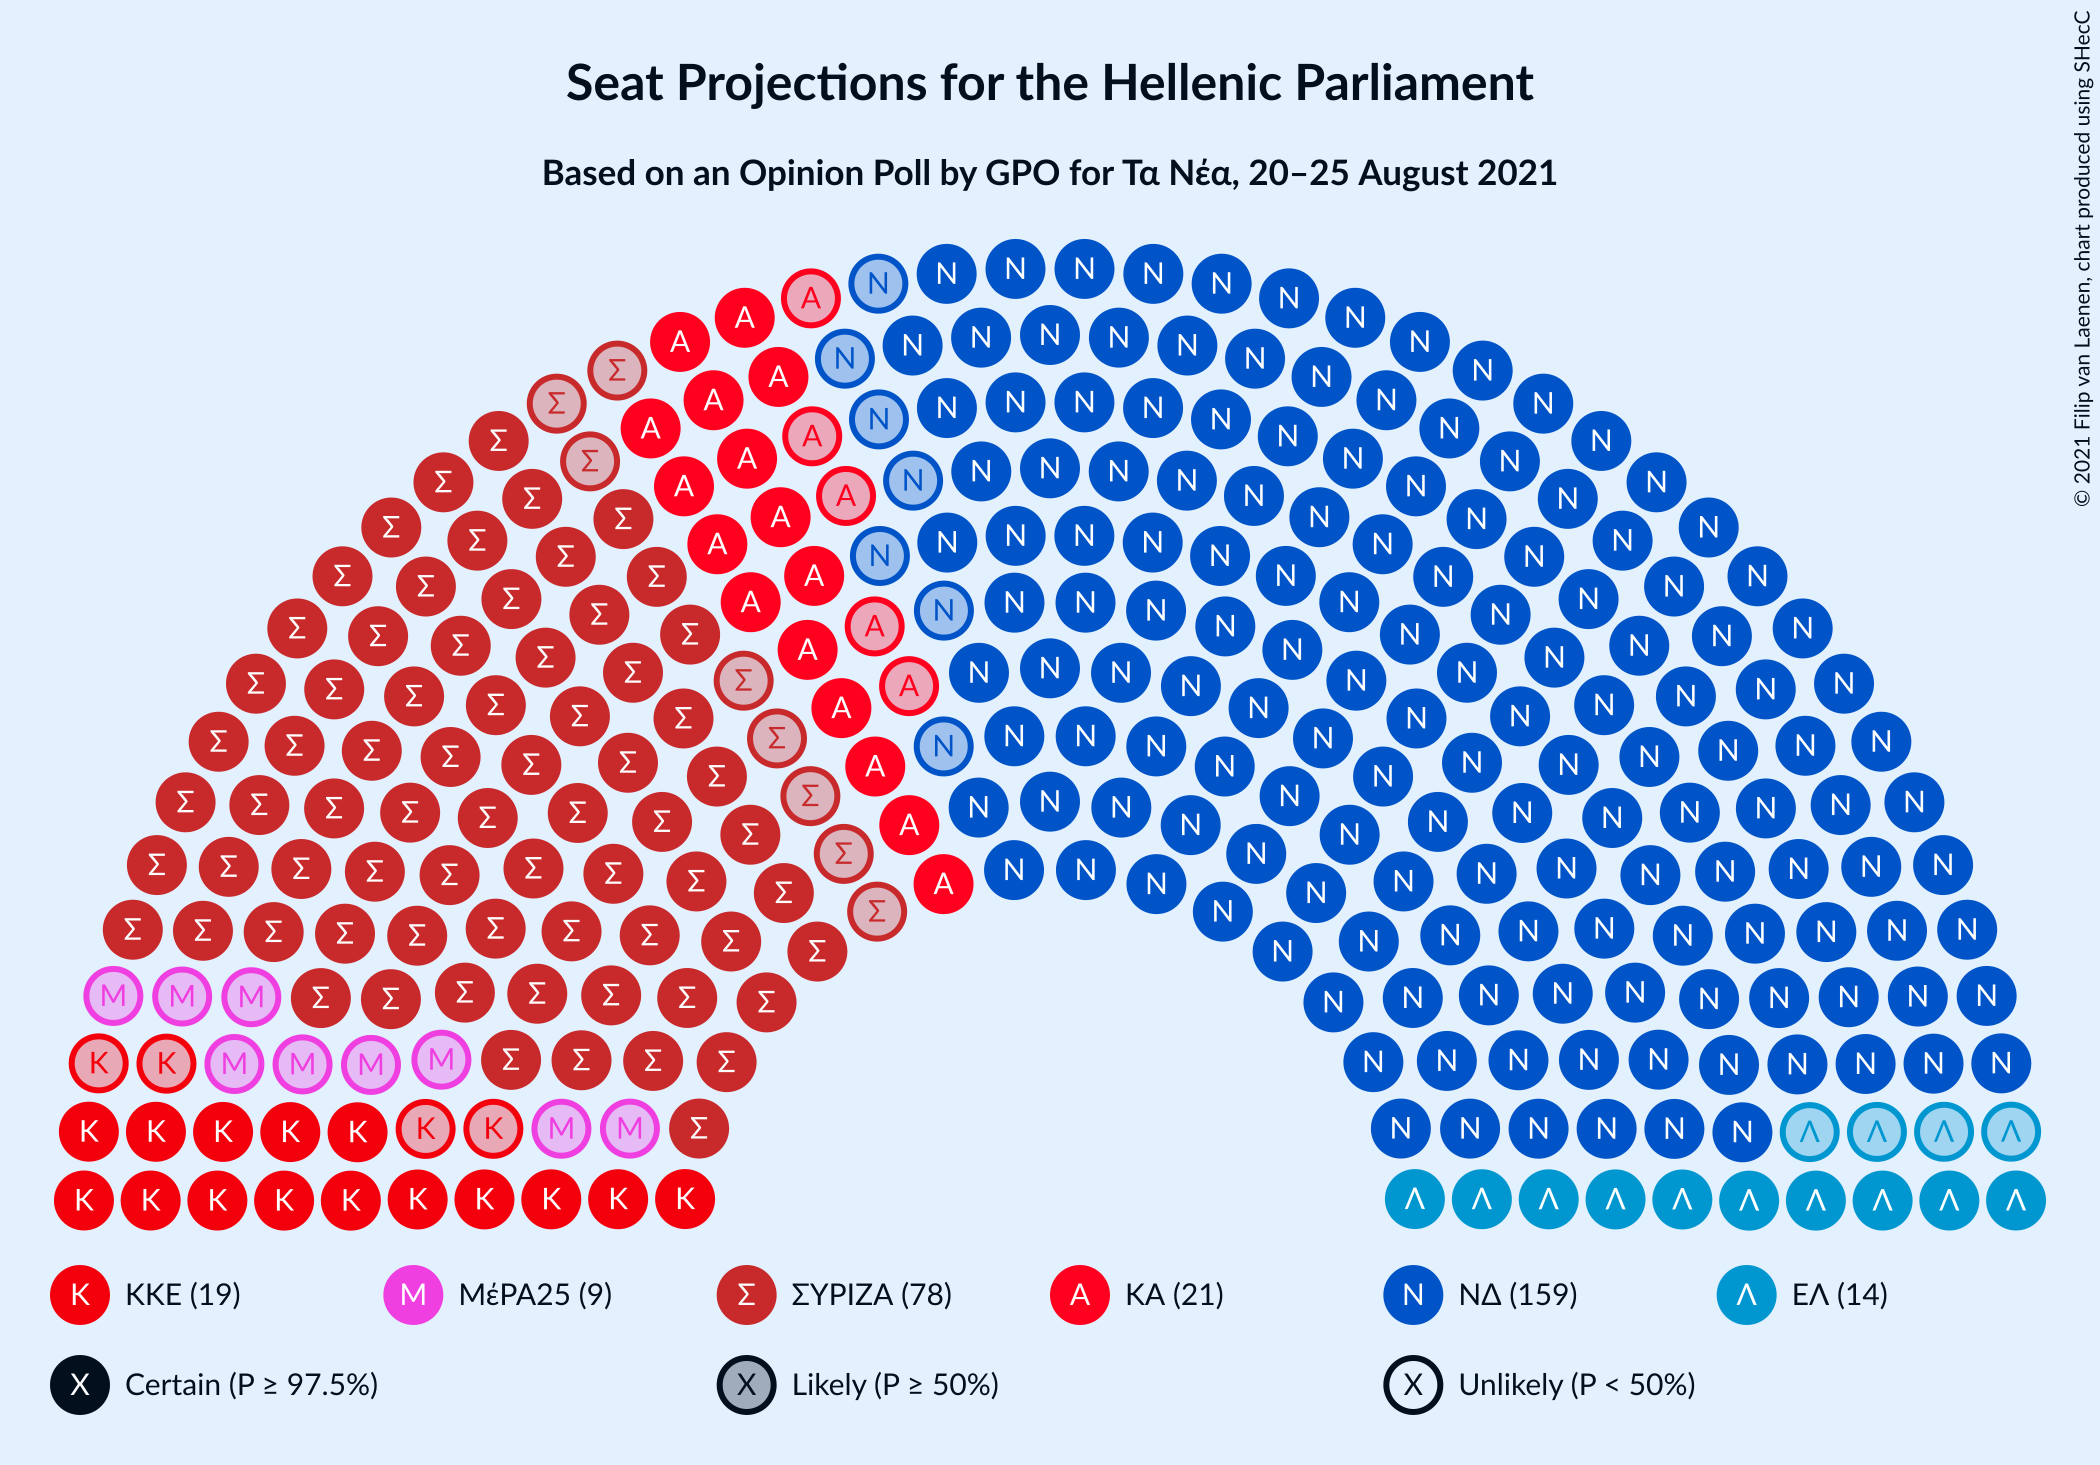 Seat Projections for the Hellenic Parliament
Based on an Opinion Poll by GPO for Τα Νέα, 20–25 August 2021
© 2021 Filip van Laenen, chart produced using SHecC
Κ ΚΚΕ (19) Μ ΜέΡΑ25 (9) Σ ΣΥΡΙΖΑ (78) Α ΚΑ (21) Ν ΝΔ (159) Λ ΕΛ (14)
X Certain (P ≥ 97.5%) X Likely (P ≥ 50%) X Unlikely (P < 50%)